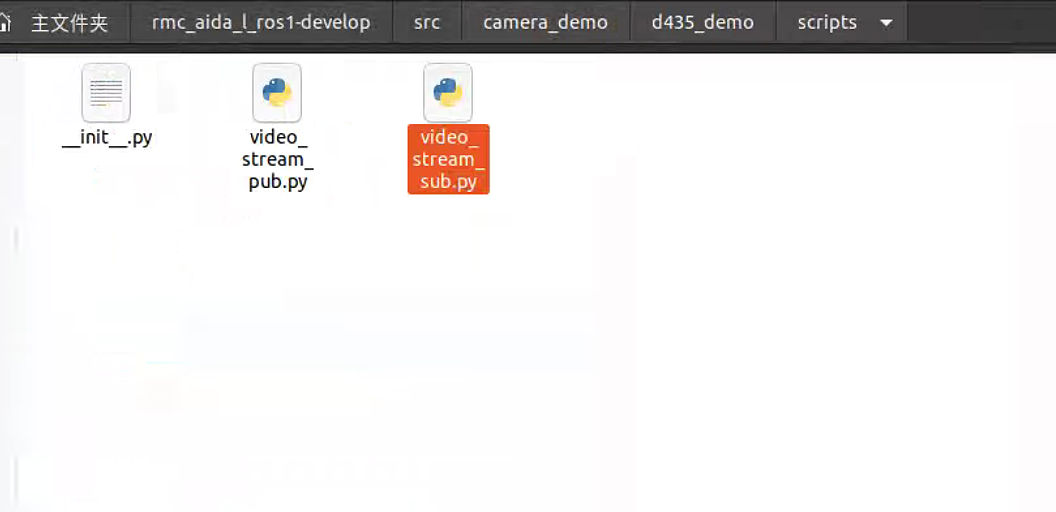 主文件夹 rmc_aida_l_ros1-develop src camera_demo d435_demo scripts
__init__.py
video_
stream_
pub.py
video_
stream_
sub.py